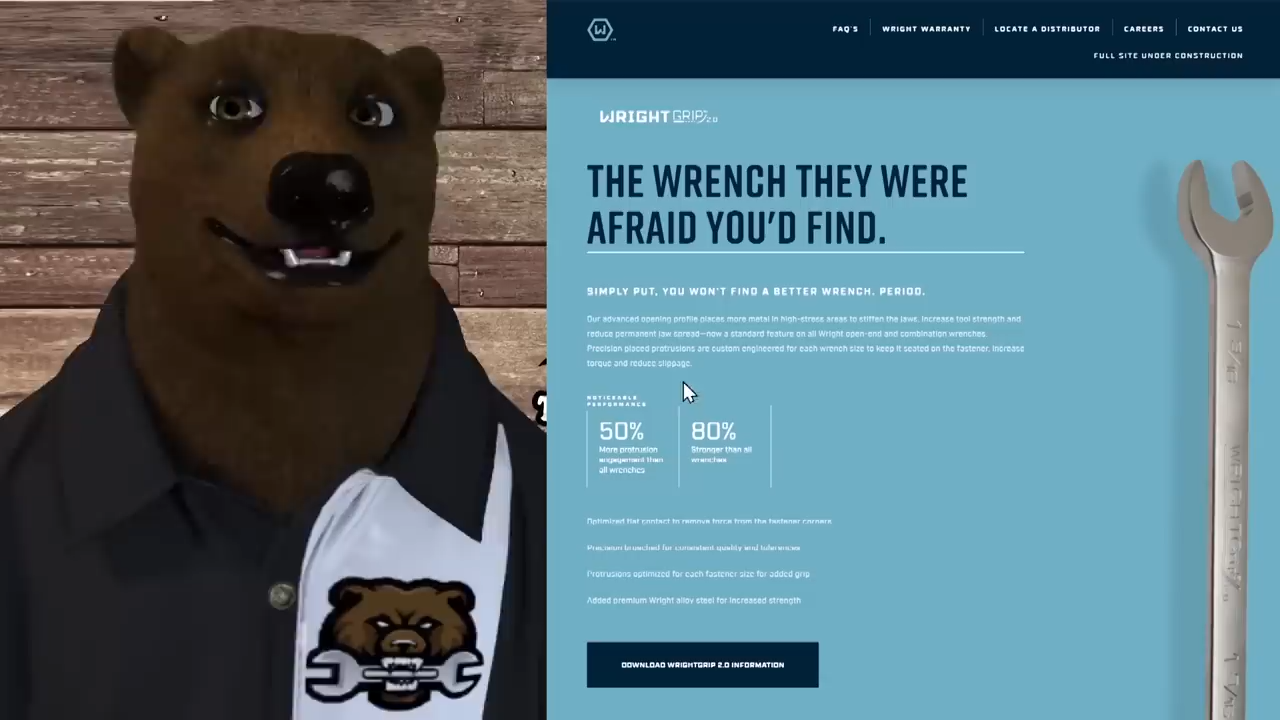 FAQ'S
WRIGHT WARRANTY
LOCATE A DISTRIBUTOR
CAREERS
CONTACT US
FULL SITE UNDER CONSTRUCTION
W
WRIGHT GRIP 2.0
THE WRENCH THEY WERE
AFRAID YOU'D FIND.
SIMPLY PUT, YOU WON'T FIND A BETTER WRENCH. PERIOD.
Our advanced opening profile places more metal in high-stress areas to stiffen the jaws. Increase tool strength and
reduce permanent jaw spread—now a standard feature on all Wright open-end and combination wrenches.
Precision placed protrusions are custom engineered for each wrench size to keep it seated on the fastener. Increase
torque and reduce slippage.
NOTICEABLE
PERFORMANCE
50%
More protrusion
engagement than
all wrenches
80%
Stronger than all
wrenches
Optimized flat contact to remove force from the fastener corners
Precision broached for consistent quality and tolerences
Protrusions optimized for each fastener size for added grip
Added premium Wright alloy steel for increased strength
DOWNLOAD WRIGHTGRIP 2.0 INFORMATION